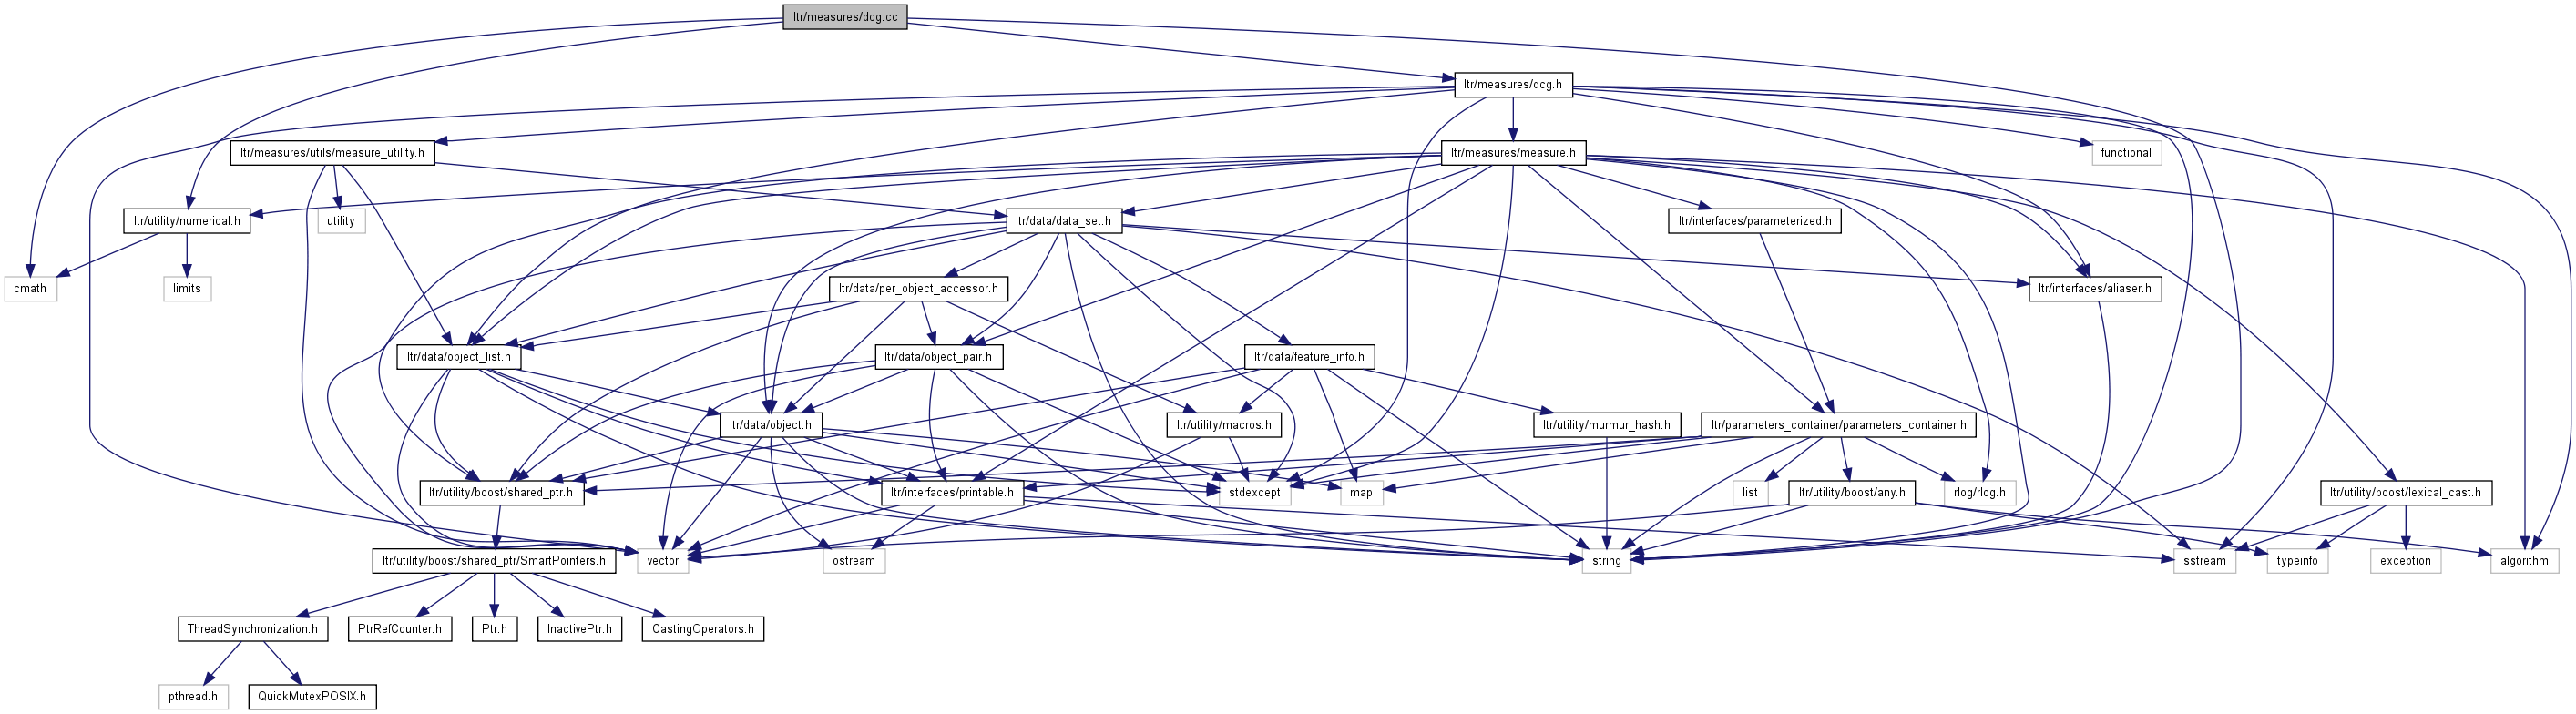 ltr/measures/dcg.cc
ltr/measures/dcg.h
ltr/measures/utils/measure_utility.h
ltr/measures/measure.h
functional
ltr/utility/numerical.h
utility
ltr/data/data_set.h
ltr/interfaces/parameterized.h
cmath
limits
ltr/data/per_object_accessor.h
ltr/interfaces/aliaser.h
ltr/data/object_list.h
ltr/data/object_pair.h
ltr/data/feature_info.h
ltr/data/object.h
ltr/utility/macros.h
ltr/utility/murmur_hash.h
ltr/parameters_container/parameters_container.h
ltr/utility/boost/shared_ptr.h
ltr/interfaces/printable.h
stdexcept
map
list
ltr/utility/boost/any.h
rlog/rlog.h
ltr/utility/boost/lexical_cast.h
ltr/utility/boost/shared_ptr/SmartPointers.h
vector
ostream
string
sstream
typeinfo
exception
algorithm
ThreadSynchronization.h
PtrRefCounter.h
Ptr.h
InactivePtr.h
CastingOperators.h
pthread.h
QuickMutexPOSIX.h